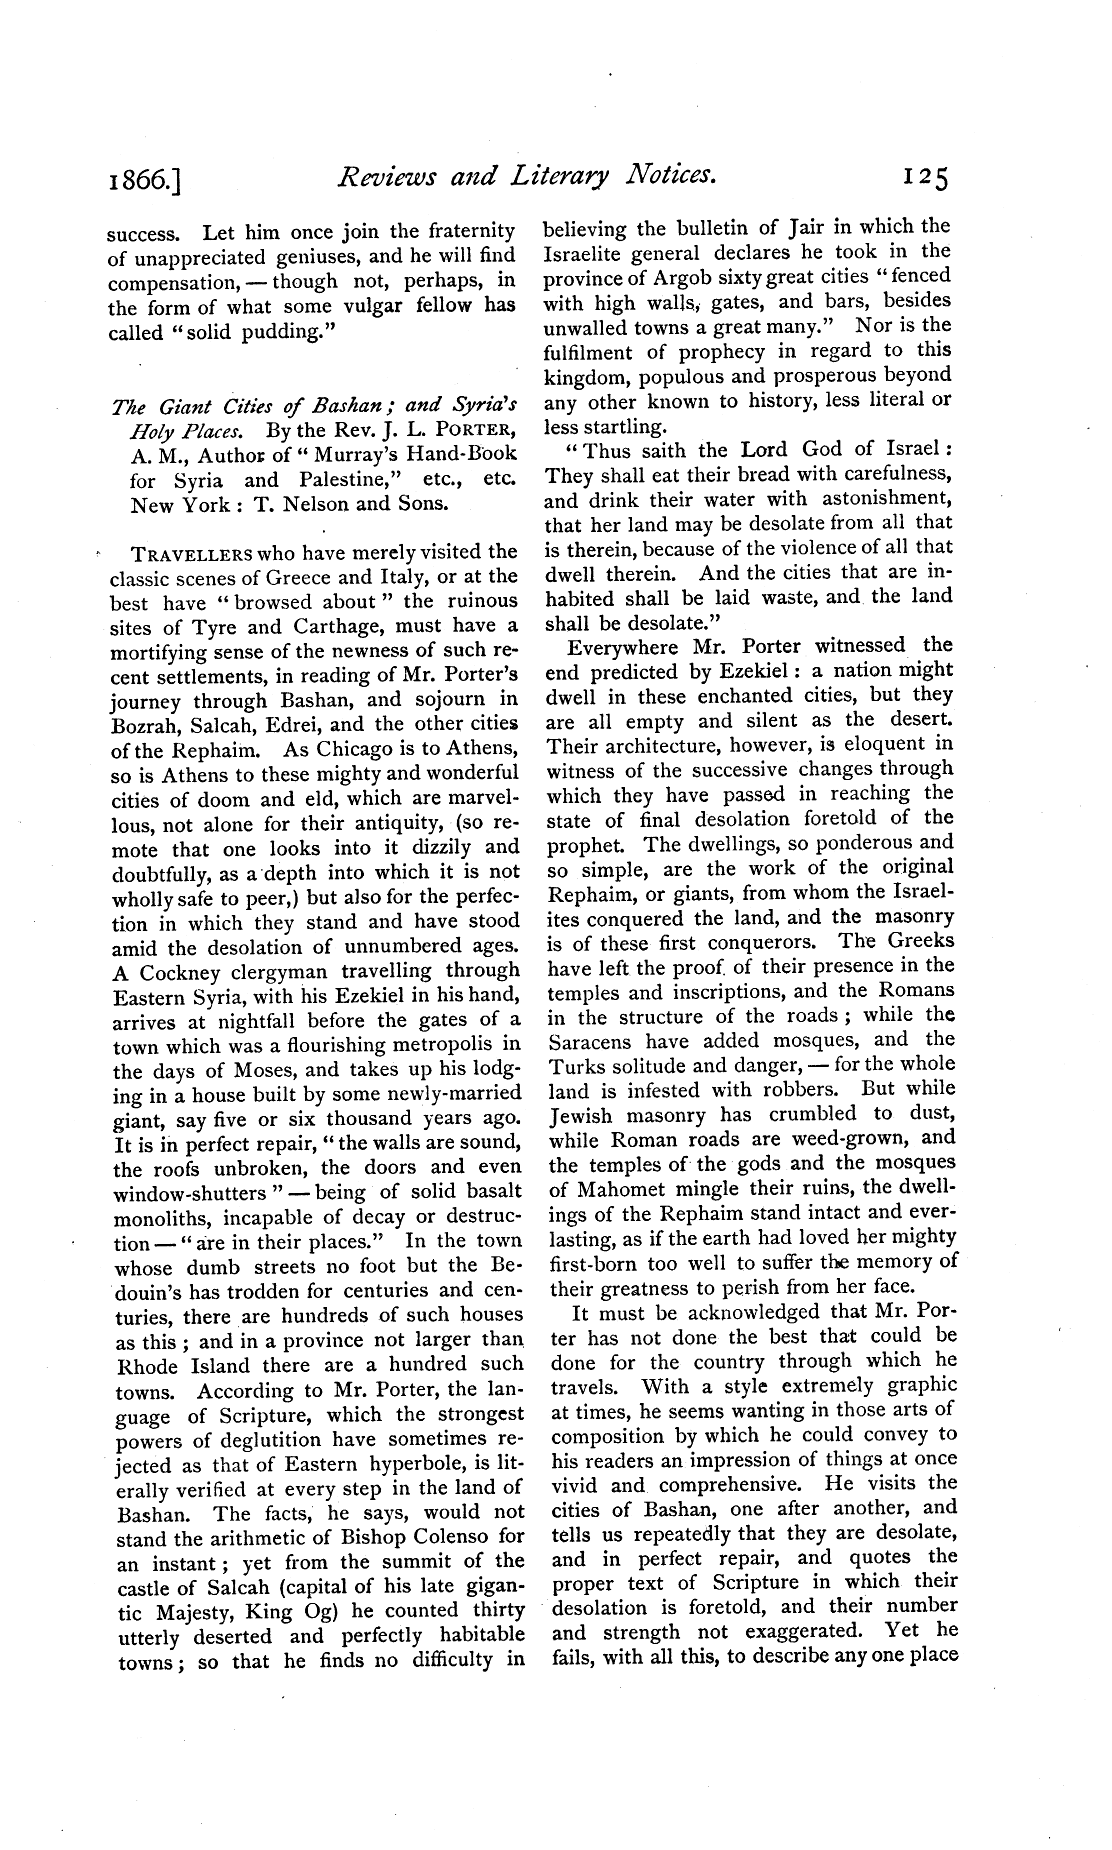 1866.] Reviews and Literary Notices. 125
success. Let him once join the fraternity
of unappreciated geniuses, and he will find
compensation, — though not, perhaps, in
the form of what some vulgar fellow has
called “solid pudding.”
The Giant Cities of Bashan; and Syria's
Holy Places. By the Rev. J. L. PORTER,
A. M., Author of “Murray's Hand-Book
for Syria and Palestine,” etc., etc.
New York: T. Nelson and Sons.
TRAVELLERS who have merely visited the
classic scenes of Greece and Italy, or at the
best have “browsed about” the ruinous
sites of Tyre and Carthage, must have a
mortifying sense of the newness of such re-
cent settlements, in reading of Mr. Porter's
journey through Bashan, and sojourn in
Bozrah, Salcah, Edrei, and the other cities
of the Rephaim. As Chicago is to Athens,
so is Athens to these mighty and wonderful
cities of doom and eld, which are marvel-
lous, not alone for their antiquity, (so re-
mote that one looks into it dizzily and
doubtfully, as a depth into which it is not
wholly safe to peer,) but also for the perfec-
tion in which they stand and have stood
amid the desolation of unnumbered ages.
A Cockney clergyman travelling through
Eastern Syria, with his Ezekiel in his hand,
arrives at nightfall before the gates of a
town which was a flourishing metropolis in
the days of Moses, and takes up his lodg-
ing in a house built by some newly-married
giant, say five or six thousand years ago.
It is in perfect repair, “the walls are sound,
the roofs unbroken, the doors and even
window-shutters” — being of solid basalt
monoliths, incapable of decay or destruc-
tion — “are in their places.” In the town
whose dumb streets no foot but the Be-
douin's has trodden for centuries and cen-
turies, there are hundreds of such houses
as this; and in a province not larger than
Rhode Island there are a hundred such
towns. According to Mr. Porter, the lan-
guage of Scripture, which the strongest
powers of deglutition have sometimes re-
jected as that of Eastern hyperbole, is lit-
erally verified at every step in the land of
Bashan. The facts, he says, would not
stand the arithmetic of Bishop Colenso for
an instant; yet from the summit of the
castle of Salcah (capital of his late gigan-
tic Majesty, King Og) he counted thirty
utterly deserted and perfectly habitable
towns; so that he finds no difficulty in
believing the bulletin of Jair in which the
Israelite general declares he took in the
province of Argob sixty great cities “fenced
with high walls, gates, and bars, besides
unwalled towns a great many.” Nor is the
fulfilment of prophecy in regard to this
kingdom, populous and prosperous beyond
any other known to history, less literal or
less startling.
“Thus saith the Lord God of Israel:
They shall eat their bread with carefulness,
and drink their water with astonishment,
that her land may be desolate from all that
is therein, because of the violence of all that
dwell therein. And the cities that are in-
habited shall be laid waste, and the land
shall be desolate.”
Everywhere Mr. Porter witnessed the
end predicted by Ezekiel: a nation might
dwell in these enchanted cities, but they
are all empty and silent as the desert.
Their architecture, however, is eloquent in
witness of the successive changes through
which they have passed in reaching the
state of final desolation foretold of the
prophet. The dwellings, so ponderous and
so simple, are the work of the original
Rephaim, or giants, from whom the Israel-
ites conquered the land, and the masonry
is of these first conquerors. The Greeks
have left the proof of their presence in the
temples and inscriptions, and the Romans
in the structure of the roads; while the
Saracens have added mosques, and the
Turks solitude and danger, — for the whole
land is infested with robbers. But while
Jewish masonry has crumbled to dust,
while Roman roads are weed-grown, and
the temples of the gods and the mosques
of Mahomet mingle their ruins, the dwell-
ings of the Rephaim stand intact and ever-
lasting, as if the earth had loved her mighty
first-born too well to suffer the memory of
their greatness to perish from her face.
It must be acknowledged that Mr. Por-
ter has not done the best that could be
done for the country through which he
travels. With a style extremely graphic
at times, he seems wanting in those arts of
composition by which he could convey to
his readers an impression of things at once
vivid and comprehensive. He visits the
cities of Bashan, one after another, and
tells us repeatedly that they are desolate,
and in perfect repair, and quotes the
proper text of Scripture in which their
desolation is foretold, and their number
and strength not exaggerated. Yet he
fails, with all this, to describe any one place